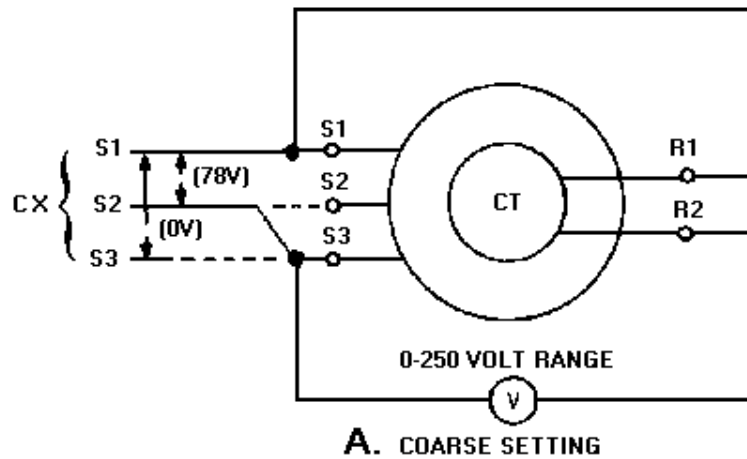 S1
R1
S1
(78V)
S2
CX
S2
CT
R2
(0V)
S3
S3
0-250 VOLT RANGE
V
A. COARSE SETTING